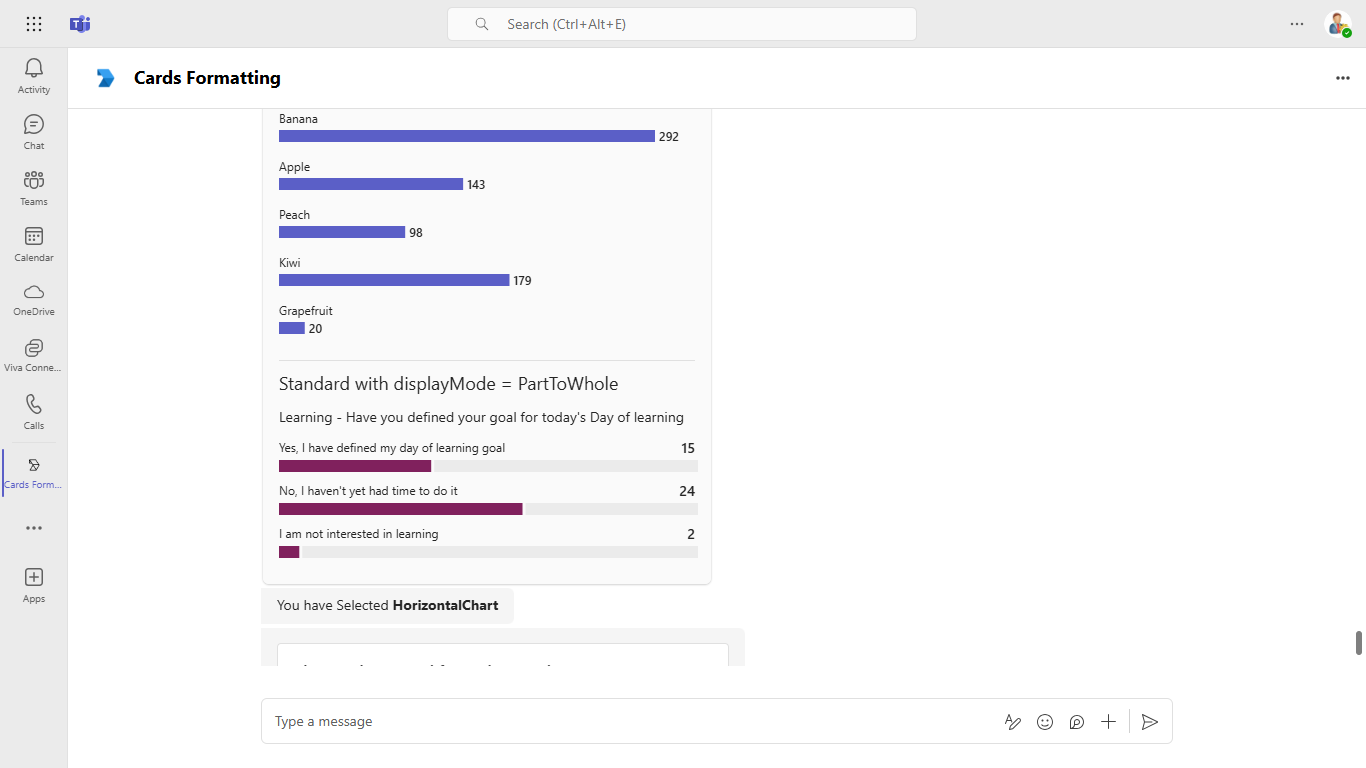 Search (Ctrl+Alt+E)
Activity
Chat
Teams
Calendar
OneDrive
Viva Conne...
Calls
Cards Form...
Apps
Cards Formatting
Banana
292
Apple
143
Peach
98
Kiwi
179
Grapefruit
20
Standard with displayMode = PartToWhole
Learning - Have you defined your goal for today's Day of learning
Yes, I have defined my day of learning goal 15
No, I haven't yet had time to do it 24
I am not interested in learning 2
You have Selected HorizontalChart
Type a message